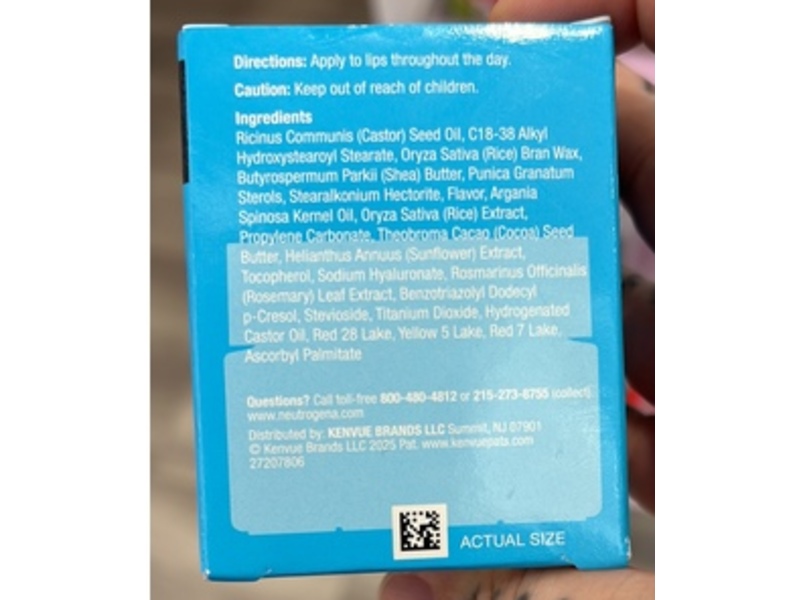 Directions: Apply to lips throughout the day.
Caution: Keep out of reach of children.
Ingredients
Ricinus Communis (Castor) Seed Oil, C18-38 Alkyl
Hydroxystearoyl Stearate, Oryza Sativa (Rice) Bran Wax,
Butyrospermum Parkii (Shea) Butter, Punica Granatum
Sterols, Stearalkonium Hectorite, Flavor, Argania
Spinosa Kernel Oil, Oryza Sativa (Rice) Extract,
Propylene Carbonate, Theobroma Cacao (Cocoa) Seed
Butter, Helianthus Annuus (Sunflower) Extract,
Tocopherol, Sodium Hyaluronate, Rosmarinus Officinalis
(Rosemary) Leaf Extract, Benzotriazolyl Dodecyl
p-Cresol, Stevioside, Titanium Dioxide, Hydrogenated
Castor Oil, Red 28 Lake, Yellow 5 Lake, Red 7 Lake,
Ascorbyl Palmitate
Questions? Call toll-free 800-480-4812 or 215-273-8755 (collect)
www.neutrogena.com
Distributed by: KENVUE BRANDS LLC Summit, NJ 07901
© Kenvue Brands LLC 2025 Pat. www.kenvuepats.com
27207806
ACTUAL SIZE